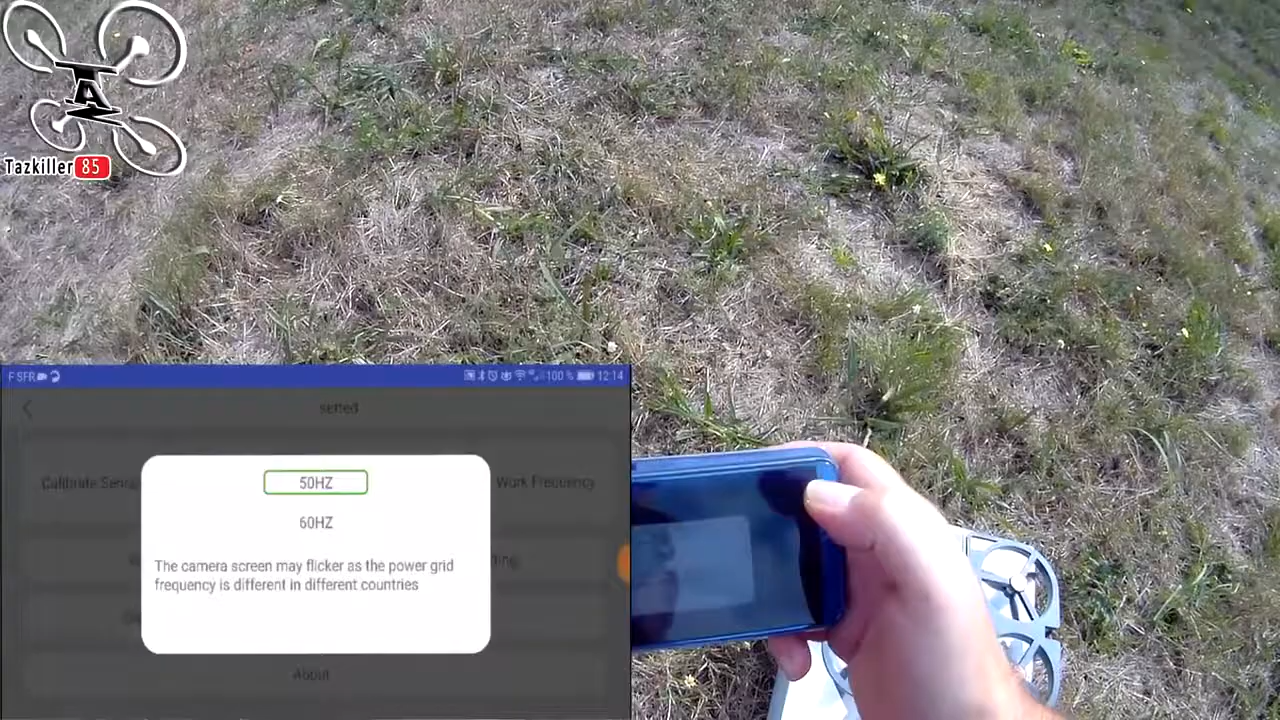 A
Tazkiller 85
F SFR 100 % 12:14
setted
Calibrate Work Frequency
50HZ
60HZ
The camera screen may flicker as the power grid
frequency is different in different countries
About